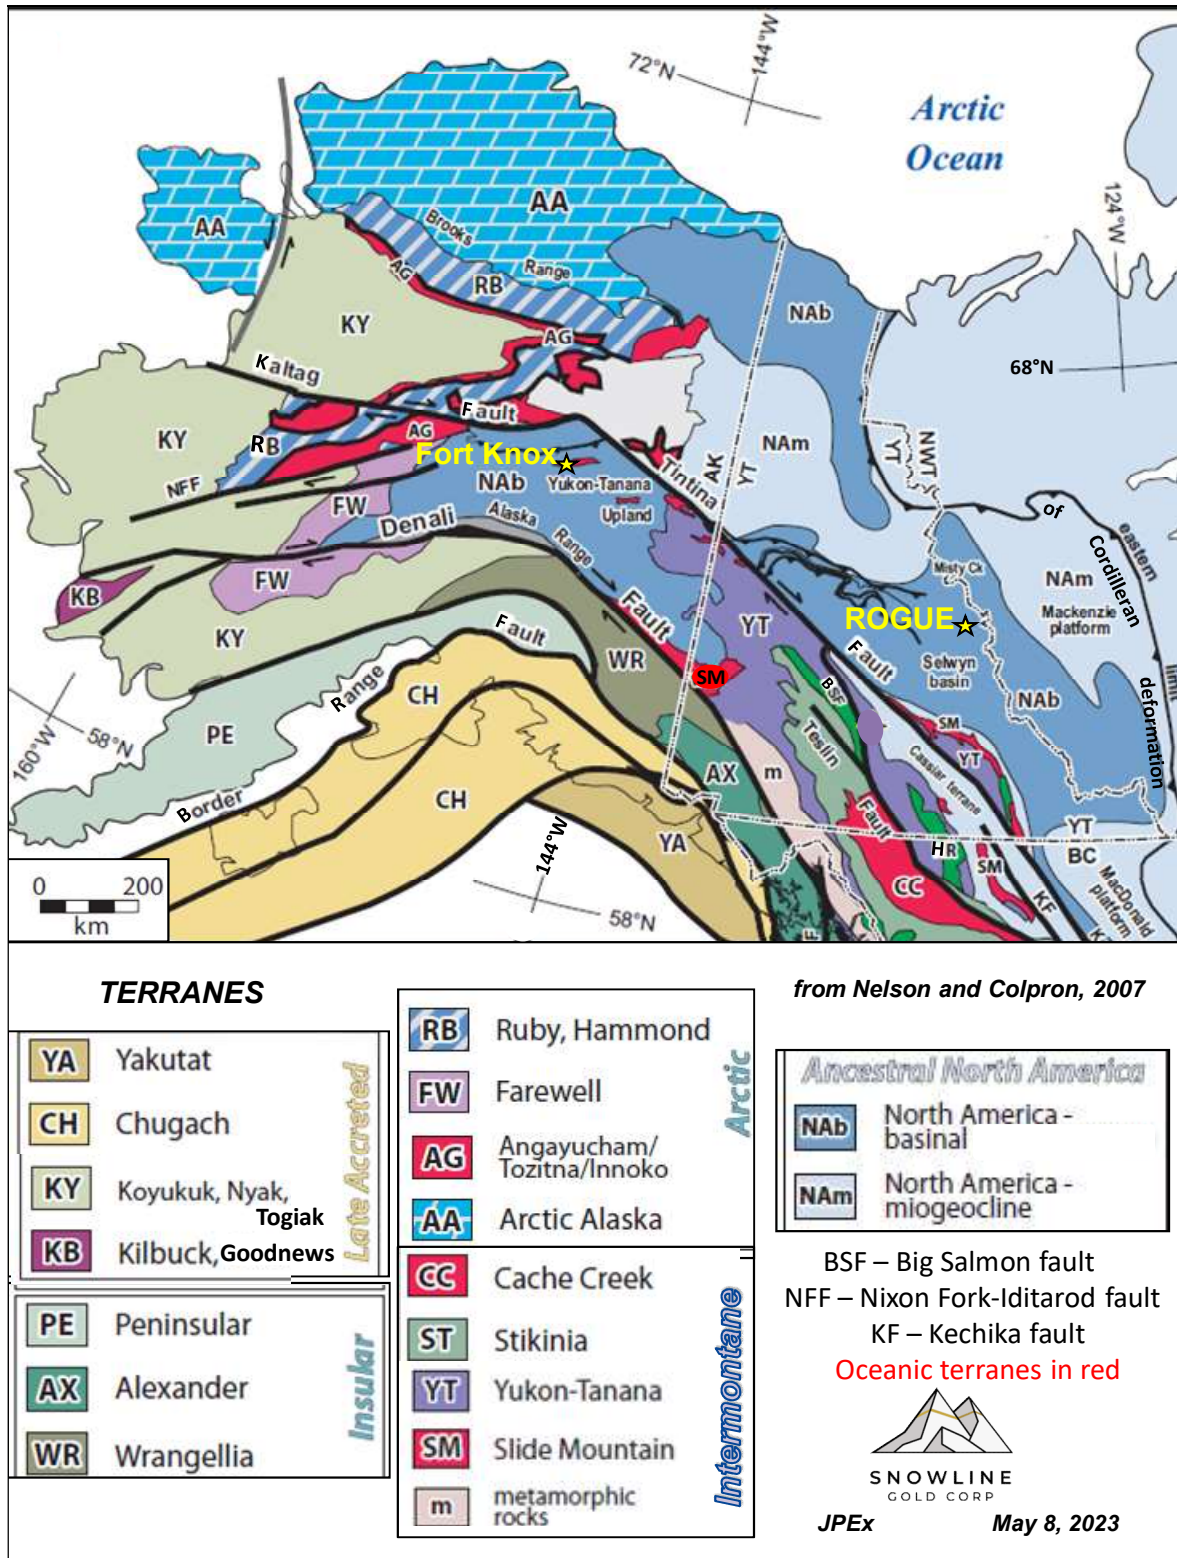 72°N
144°W
Arctic
Ocean
124°W
AA
AA
Brooks
Range
AG
RB
NAb
KY
AG
68°N
Kaltag
Fault
KY
RB
AG
NAm
AK
YT
YT
NWT
Fort Knox
Tintina
NFF
NAb
Yukon-Tanana
Upland
FW
Denali
Alaska
Range
of
eastern
Cordilleran
Misty Ck
NAm
Mackenzie
platform
KB
FW
Fault
ROGUE
YT
KY
Fault
WR
Fault
Selwyn
basin
SM
NAb
limit
deformation
CH
Range
BSF
160°W
58°N
PE
Teslin
SM
YT
AX
m
Cassiar terrane
Border
CH
Fault
144°W
YA
HR
YT
BC
SM
MacDonald
platform
CC
KF
K
F
58°N
0 200
km
TERRANES
from Nelson and Colpron, 2007
YA Yakutat
CH Chugach
KY Koyukuk, Nyak,
Togiak
KB Kilbuck, Goodnews
Late Accreted
PE Peninsular
AX Alexander
WR Wrangellia
Insular
RB Ruby, Hammond
FW Farewell
AG Angayucham/
Tozitna/Innoko
AA Arctic Alaska
Arctic
CC Cache Creek
ST Stikinia
YT Yukon-Tanana
SM Slide Mountain
m metamorphic
rocks
Intermontane
Ancestral North America
NAb North America -
basinal
NAm North America -
miogeocline
BSF – Big Salmon fault
NFF – Nixon Fork-Iditarod fault
KF – Kechika fault
Oceanic terranes in red
SNOWLINE
GOLD CORP
JPEx May 8, 2023